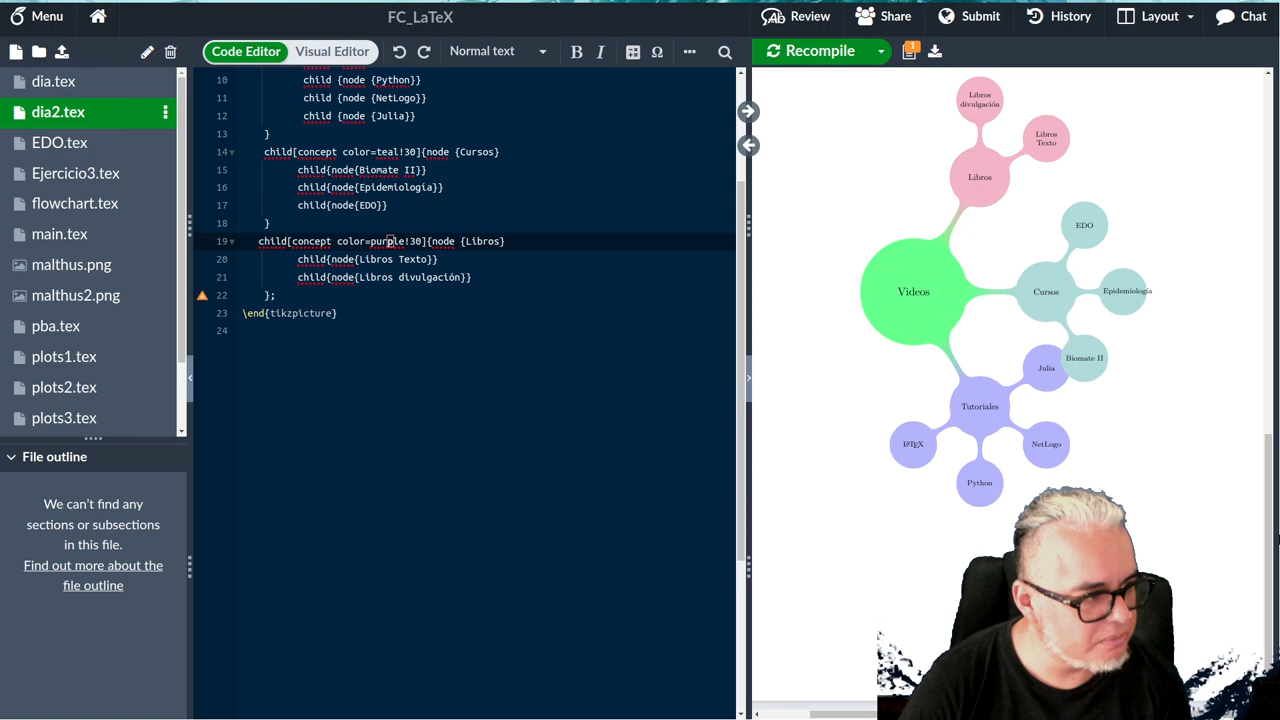 Menu
FC_LaTeX
Review
Share
Submit
History
Layout
Chat
Code Editor
Visual Editor
Normal text
B
I
Ω
Recompile
1
dia.tex
dia2.tex
EDO.tex
Ejercicio3.tex
flowchart.tex
main.tex
malthus.png
malthus2.png
pba.tex
plots1.tex
plots2.tex
plots3.tex
File outline
We can't find any
sections or subsections
in this file.
Find out more about the
file outline
10 child {node {Python}}
11 child {node {NetLogo}}
12 child {node {Julia}}
13 }
14 child[concept color=teal!30]{node {Cursos}
15 child{node{Biomate II}}
16 child{node{Epidemiología}}
17 child{node{EDO}}
18 }
19 child[concept color=purple!30]{node {Libros}
20 child{node{Libros Texto}}
21 child{node{Libros divulgación}}
22 };
23 \end{tikzpicture}
24
Libros
divulgación
Libros
Texto
Libros
EDO
Videos
Cursos
Epidemiología
Julia
Biomate II
Tutoriales
LATEX
NetLogo
Python